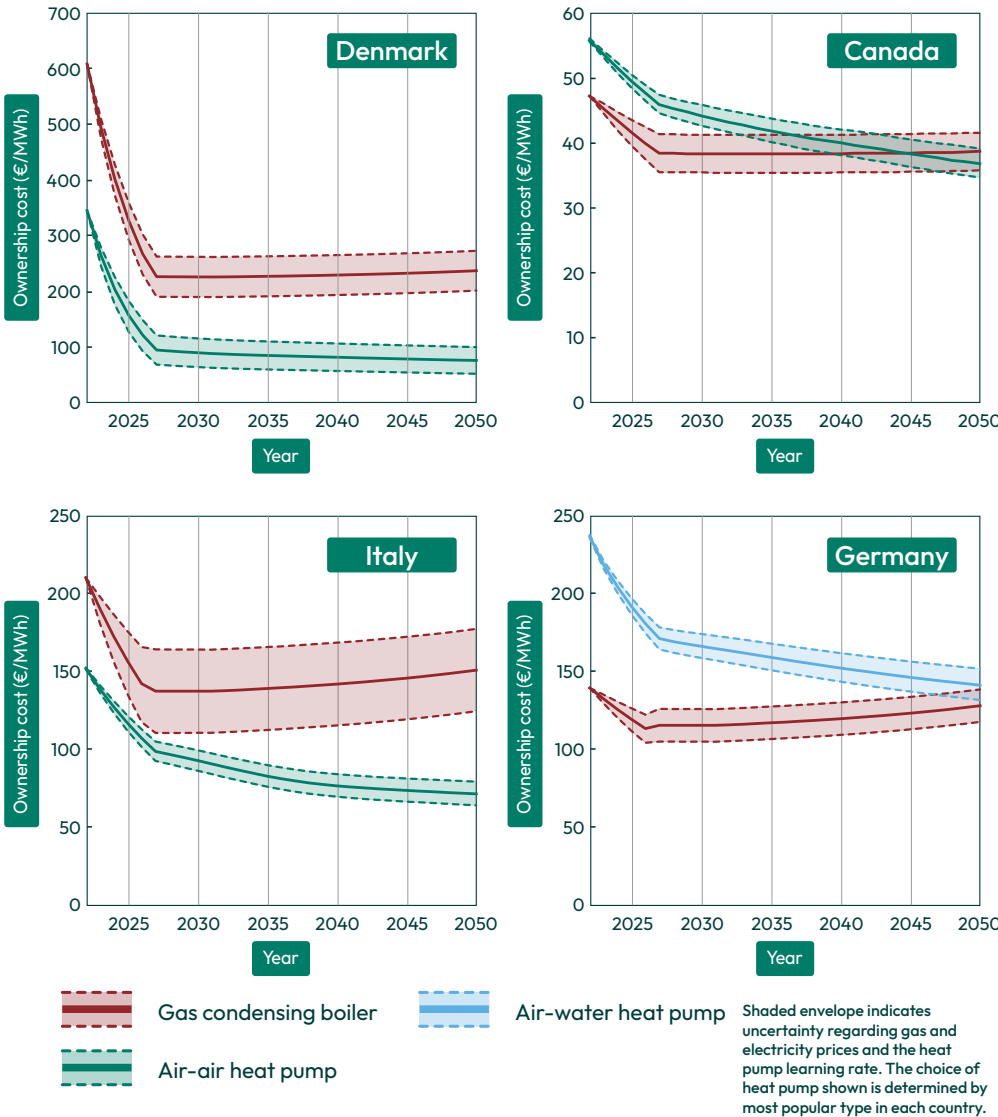 Denmark
Ownership cost (€/MWh)
700
600
500
400
300
200
100
0
2025 2030 2035 2040 2045 2050
Year
Canada
Ownership cost (€/MWh)
60
50
40
30
20
10
0
2025 2030 2035 2040 2045 2050
Year
Italy
Ownership cost (€/MWh)
250
200
150
100
50
0
2025 2030 2035 2040 2045 2050
Year
Germany
Ownership cost (€/MWh)
250
200
150
100
50
0
2025 2030 2035 2040 2045 2050
Year
Gas condensing boiler
Air-water heat pump
Air-air heat pump
Shaded envelope indicates
uncertainty regarding gas and
electricity prices and the heat
pump learning rate. The choice of
heat pump shown is determined by
most popular type in each country.